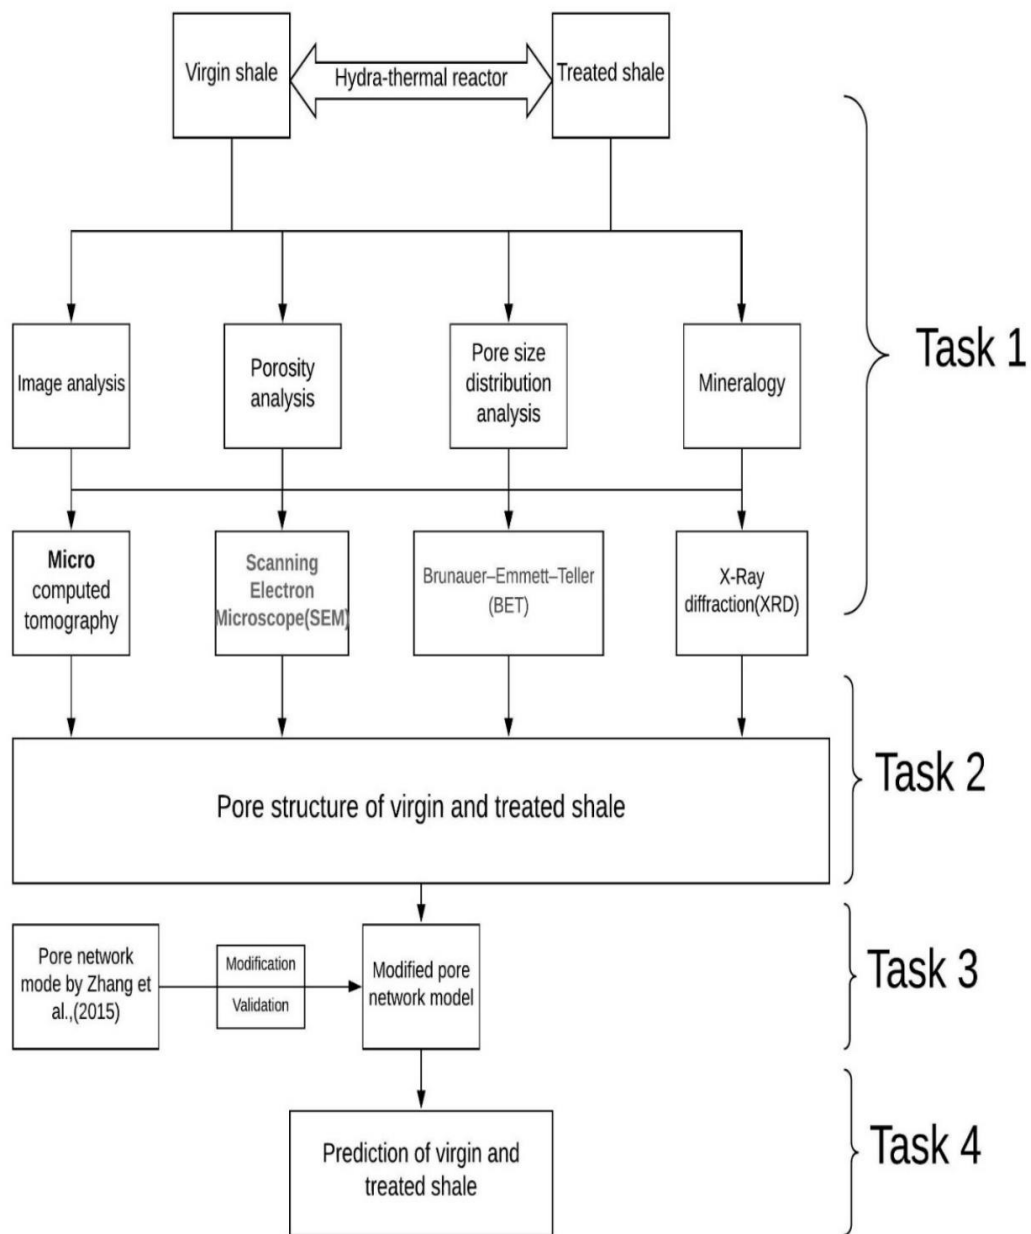 Virgin shale
Hydra-thermal reactor
Treated shale
Task 1
Image analysis
Porosity
analysis
Pore size
distribution
analysis
Mineralogy
Micro
computed
tomography
Scanning
Electron
Microscope(SEM)
Brunauer–Emmett–Teller
(BET)
X-Ray
diffraction(XRD)
Task 2
Pore structure of virgin and treated shale
Task 3
Pore network
mode by Zhang et
al.,(2015)
Modification
Validation
Modified pore
network model
Task 4
Prediction of virgin and
treated shale